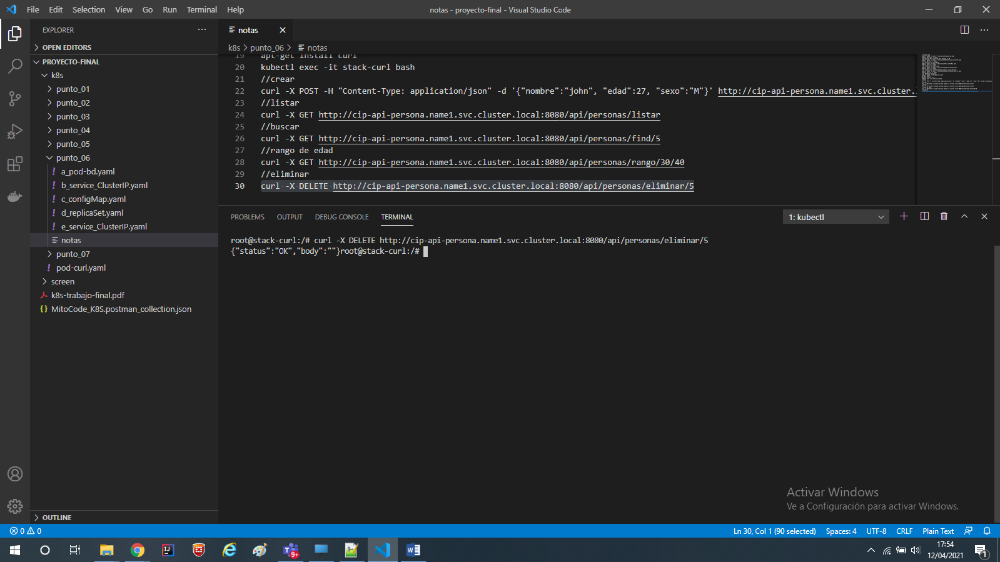 File Edit Selection View Go Run Terminal Help
notas - proyecto-final - Visual Studio Code
EXPLORER
OPEN EDITORS
PROYECTO-FINAL
k8s
punto_01
punto_02
punto_03
punto_04
punto_05
punto_06
! a_pod-bd.yaml
! b_service_ClusterIP.yaml
! c_configMap.yaml
! d_replicaSet.yaml
! e_service_ClusterIP.yaml
notas
punto_07
! pod-curl.yaml
screen
k8s-trabajo-final.pdf
{} MitoCode_K8S.postman_collection.json
OUTLINE
notas
k8s > punto_06 > notas
19 apt-get install curl
20 kubectl exec -it stack-curl bash
21 //crear
22 curl -X POST -H "Content-Type: application/json" -d '{"nombre":"john", "edad":27, "sexo":"M"}' http://cip-api-persona.name1.svc.cluster.
23 //listar
24 curl -X GET http://cip-api-persona.name1.svc.cluster.local:8080/api/personas/listar
25 //buscar
26 curl -X GET http://cip-api-persona.name1.svc.cluster.local:8080/api/personas/find/5
27 //rango de edad
28 curl -X GET http://cip-api-persona.name1.svc.cluster.local:8080/api/personas/rango/30/40
29 //eliminar
30 curl -X DELETE http://cip-api-persona.name1.svc.cluster.local:8080/api/personas/eliminar/5
PROBLEMS OUTPUT DEBUG CONSOLE TERMINAL
1: kubectl
root@stack-curl:/# curl -X DELETE http://cip-api-persona.name1.svc.cluster.local:8080/api/personas/eliminar/5
{"status":"OK","body":""}root@stack-curl:/#
Activar Windows
Ve a Configuración para activar Windows.
0 0
Ln 30, Col 1 (90 selected) Spaces: 4 UTF-8 CRLF Plain Text
9+
17:54
12/04/2021
1